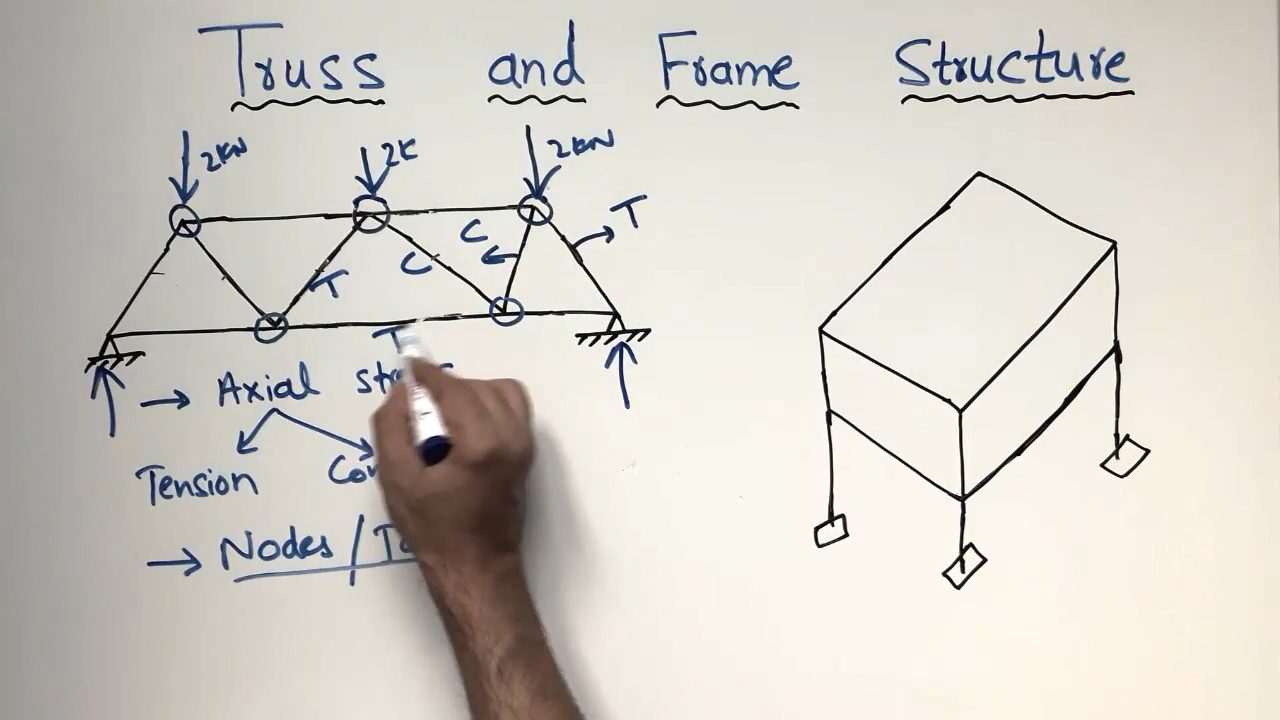 Truss and Frame Structure
2KN 2K 2KN
T
C
C
T
T
→ Axial
Tension
→ Nodes /